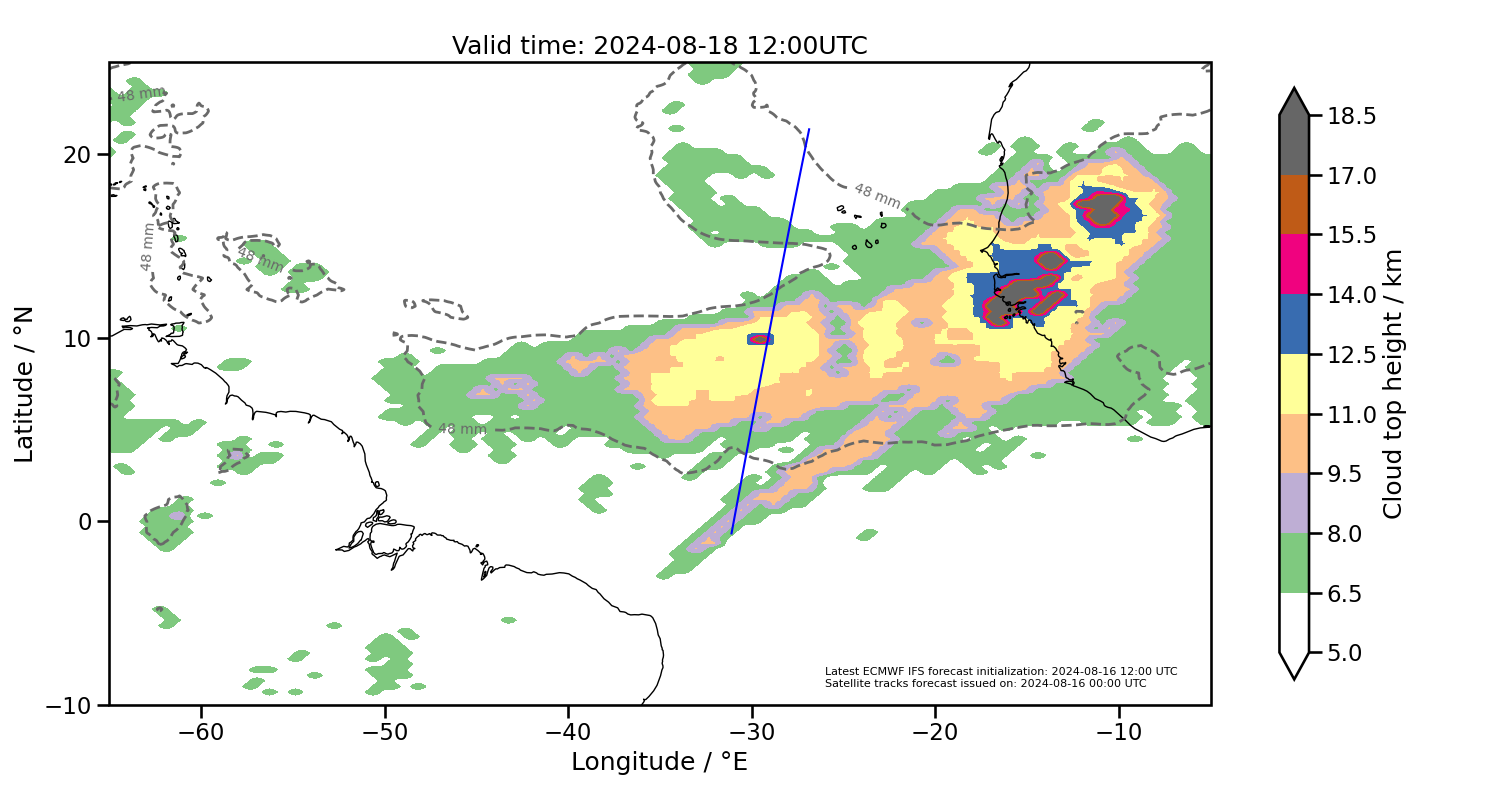 Valid time: 2024-08-18 12:00UTC
48 mm
48 mm
48 mm
48 mm
48 mm
20
10
0
−10
−60
−50
−40
−30
−20
−10
Latitude / °N
Longitude / °E
Latest ECMWF IFS forecast initialization: 2024-08-16 12:00 UTC
Satellite tracks forecast issued on: 2024-08-16 00:00 UTC
18.5
17.0
15.5
14.0
12.5
11.0
9.5
8.0
6.5
5.0
Cloud top height / km